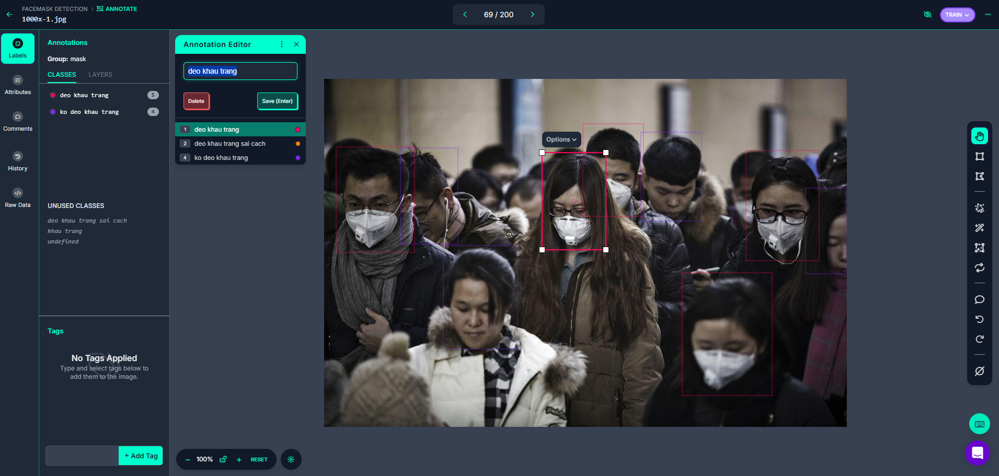 FACEMASK DETECTION > ANNOTATE
1000x-1.jpg
69 / 200
TRAIN
Labels
Attributes
Comments
History
Raw Data
Annotations
Group: mask
CLASSES LAYERS
deo khau trang 5
ko deo khau trang 4
UNUSED CLASSES
deo khau trang sai cach
khau trang
undefined
Tags
No Tags Applied
Type and select tags below to
add them to the image.
+ Add Tag
Annotation Editor
deo khau trang
Delete Save (Enter)
1 deo khau trang
2 deo khau trang sai cach
4 ko deo khau trang
Options
− 100% + RESET